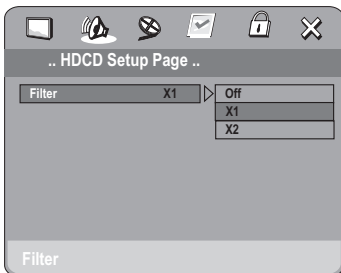 .. HDCD Setup Page ..
Filter X1 Off
X1
X2
Filter